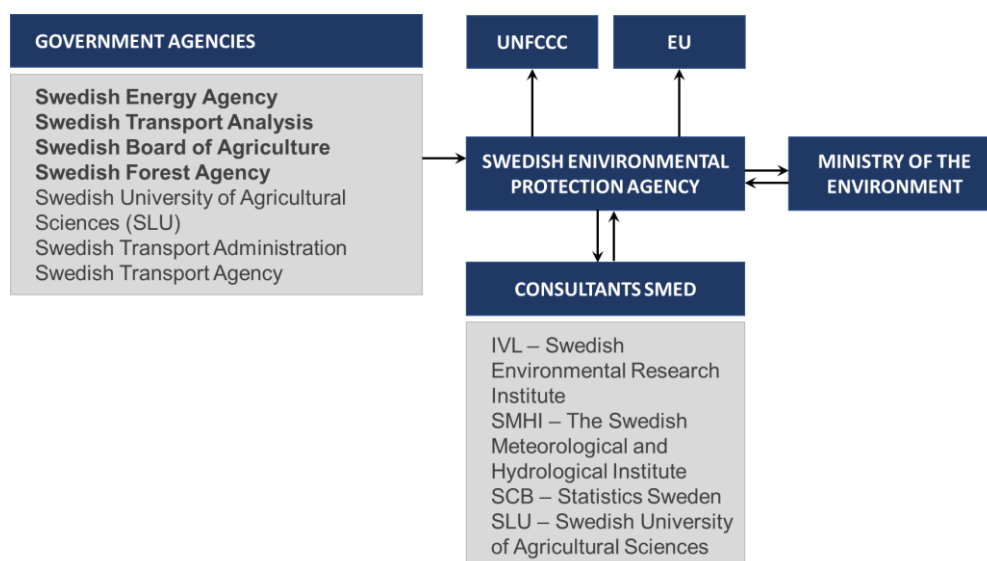 GOVERNMENT AGENCIES
Swedish Energy Agency
Swedish Transport Analysis
Swedish Board of Agriculture
Swedish Forest Agency
Swedish University of Agricultural
Sciences (SLU)
Swedish Transport Administration
Swedish Transport Agency
UNFCCC
EU
SWEDISH ENIVIRONMENTAL
PROTECTION AGENCY
MINISTRY OF THE
ENVIRONMENT
CONSULTANTS SMED
IVL – Swedish
Environmental Research
Institute
SMHI – The Swedish
Meteorological and
Hydrological Institute
SCB – Statistics Sweden
SLU – Swedish University
of Agricultural Sciences